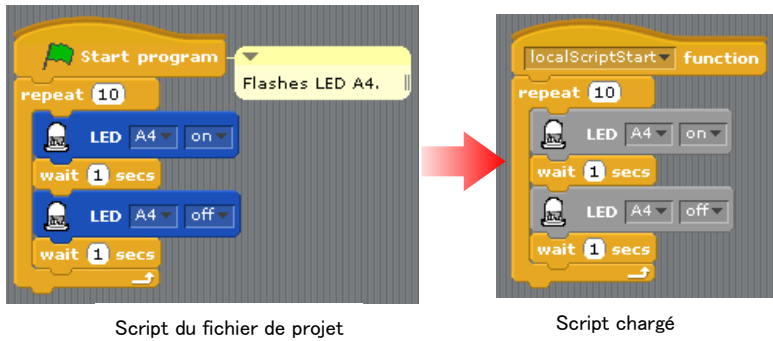 Start program
Flashes LED A4.
repeat 10
LED A4 on
wait 1 secs
LED A4 off
wait 1 secs
Script du fichier de projet
localScriptStart function
repeat 10
LED A4 on
wait 1 secs
LED A4 off
wait 1 secs
Script chargé